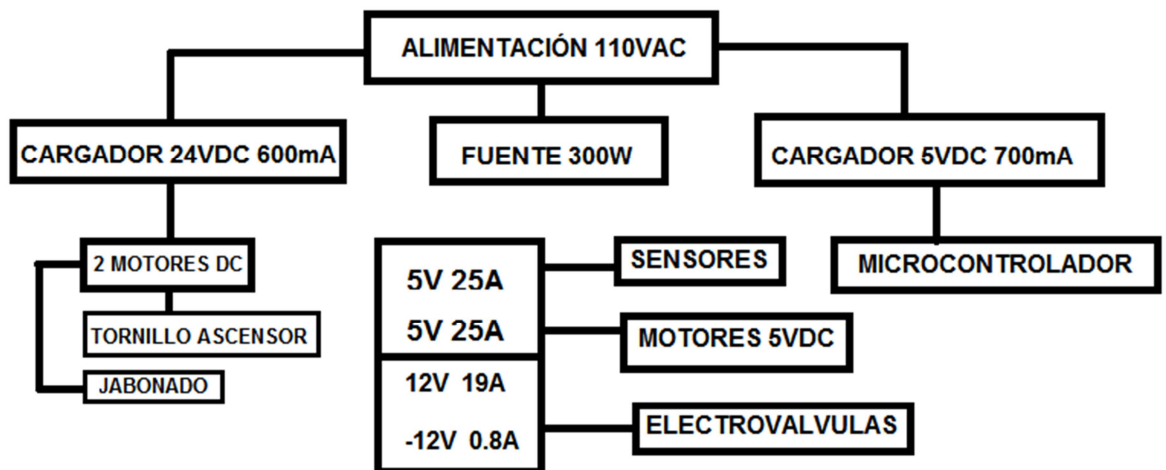 ALIMENTACIÓN 110VAC
CARGADOR 24VDC 600mA
FUENTE 300W
CARGADOR 5VDC 700mA
2 MOTORES DC
TORNILLO ASCENSOR
JABONADO
5V 25A
5V 25A
12V 19A
-12V 0.8A
SENSORES
MOTORES 5VDC
ELECTROVALVULAS
MICROCONTROLADOR